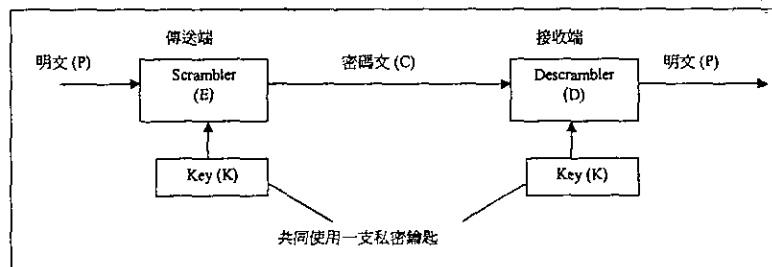 傳送端
接收端
明文 (P)
Scrambler
(E)
密碼文 (C)
Descrambler
(D)
明文 (P)
Key (K)
Key (K)
共同使用一支私密鑰匙